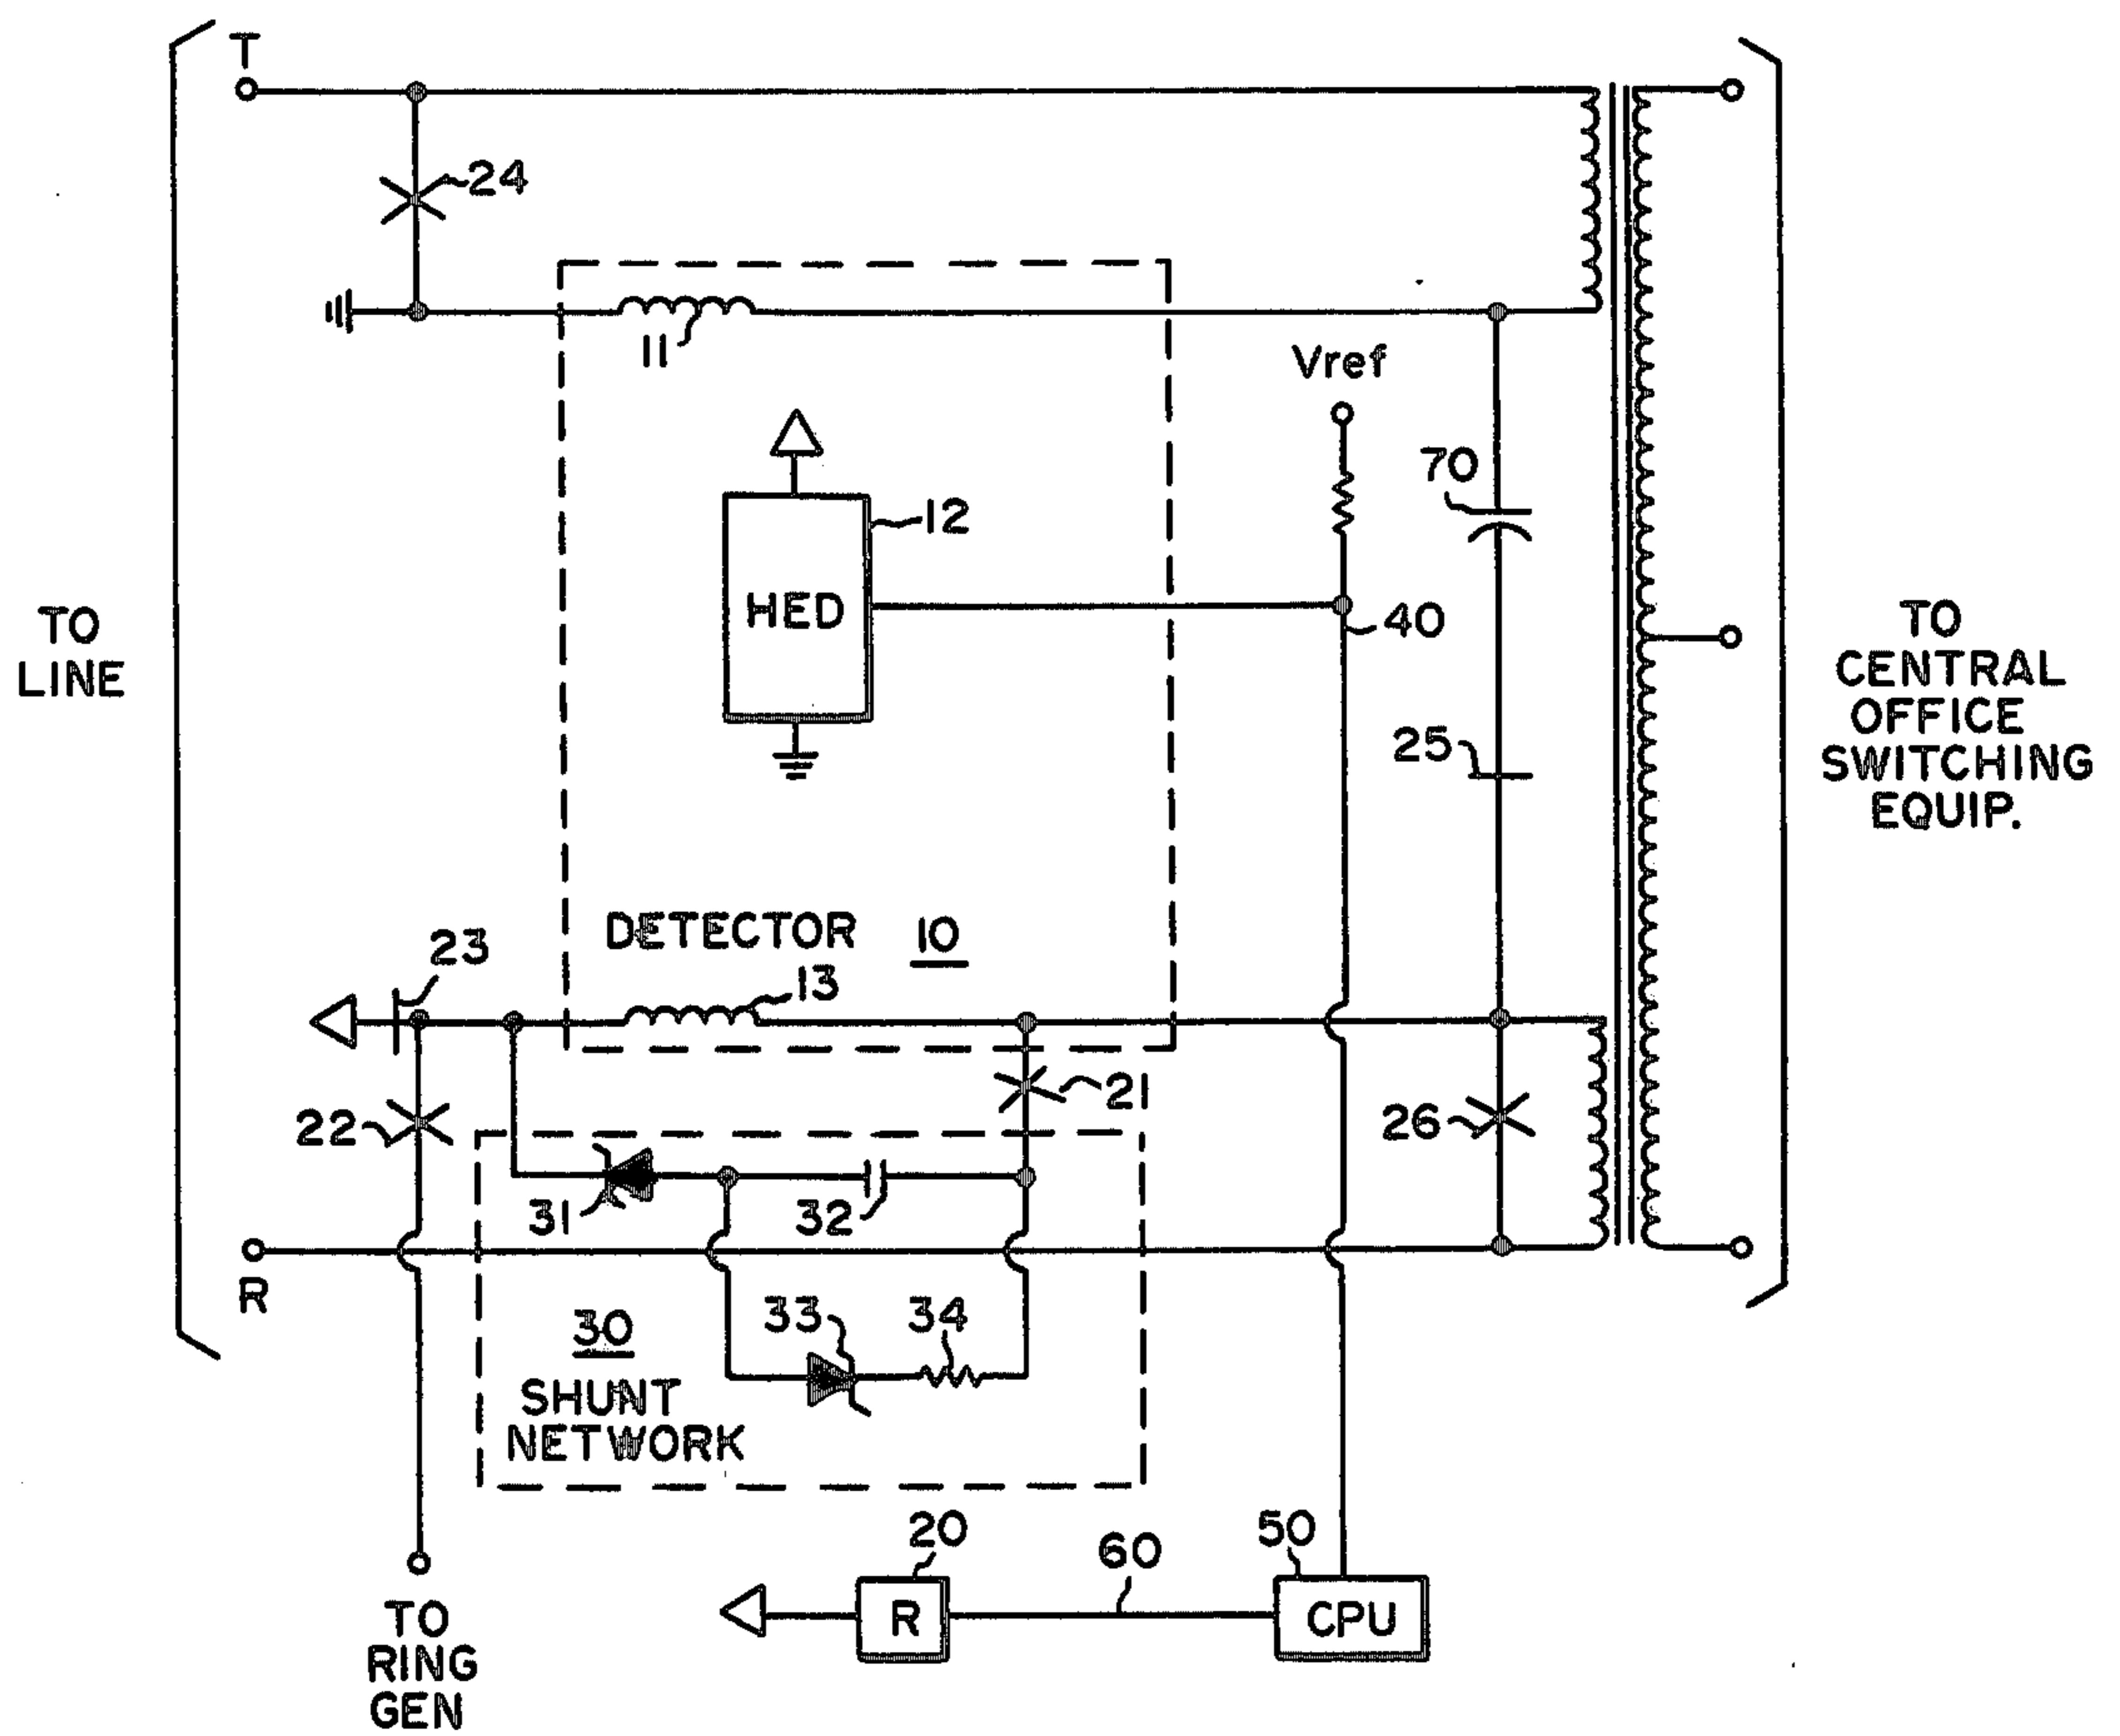 T
24
11
Vref
70
12
HED
40
TO
LINE
TO
CENTRAL
OFFICE
SWITCHING
EQUIP.
25
DETECTOR 10
23
13
21
22
26
31
32
R
33
34
30
SHUNT
NETWORK
20
60
50
R
CPU
TO
RING
GEN